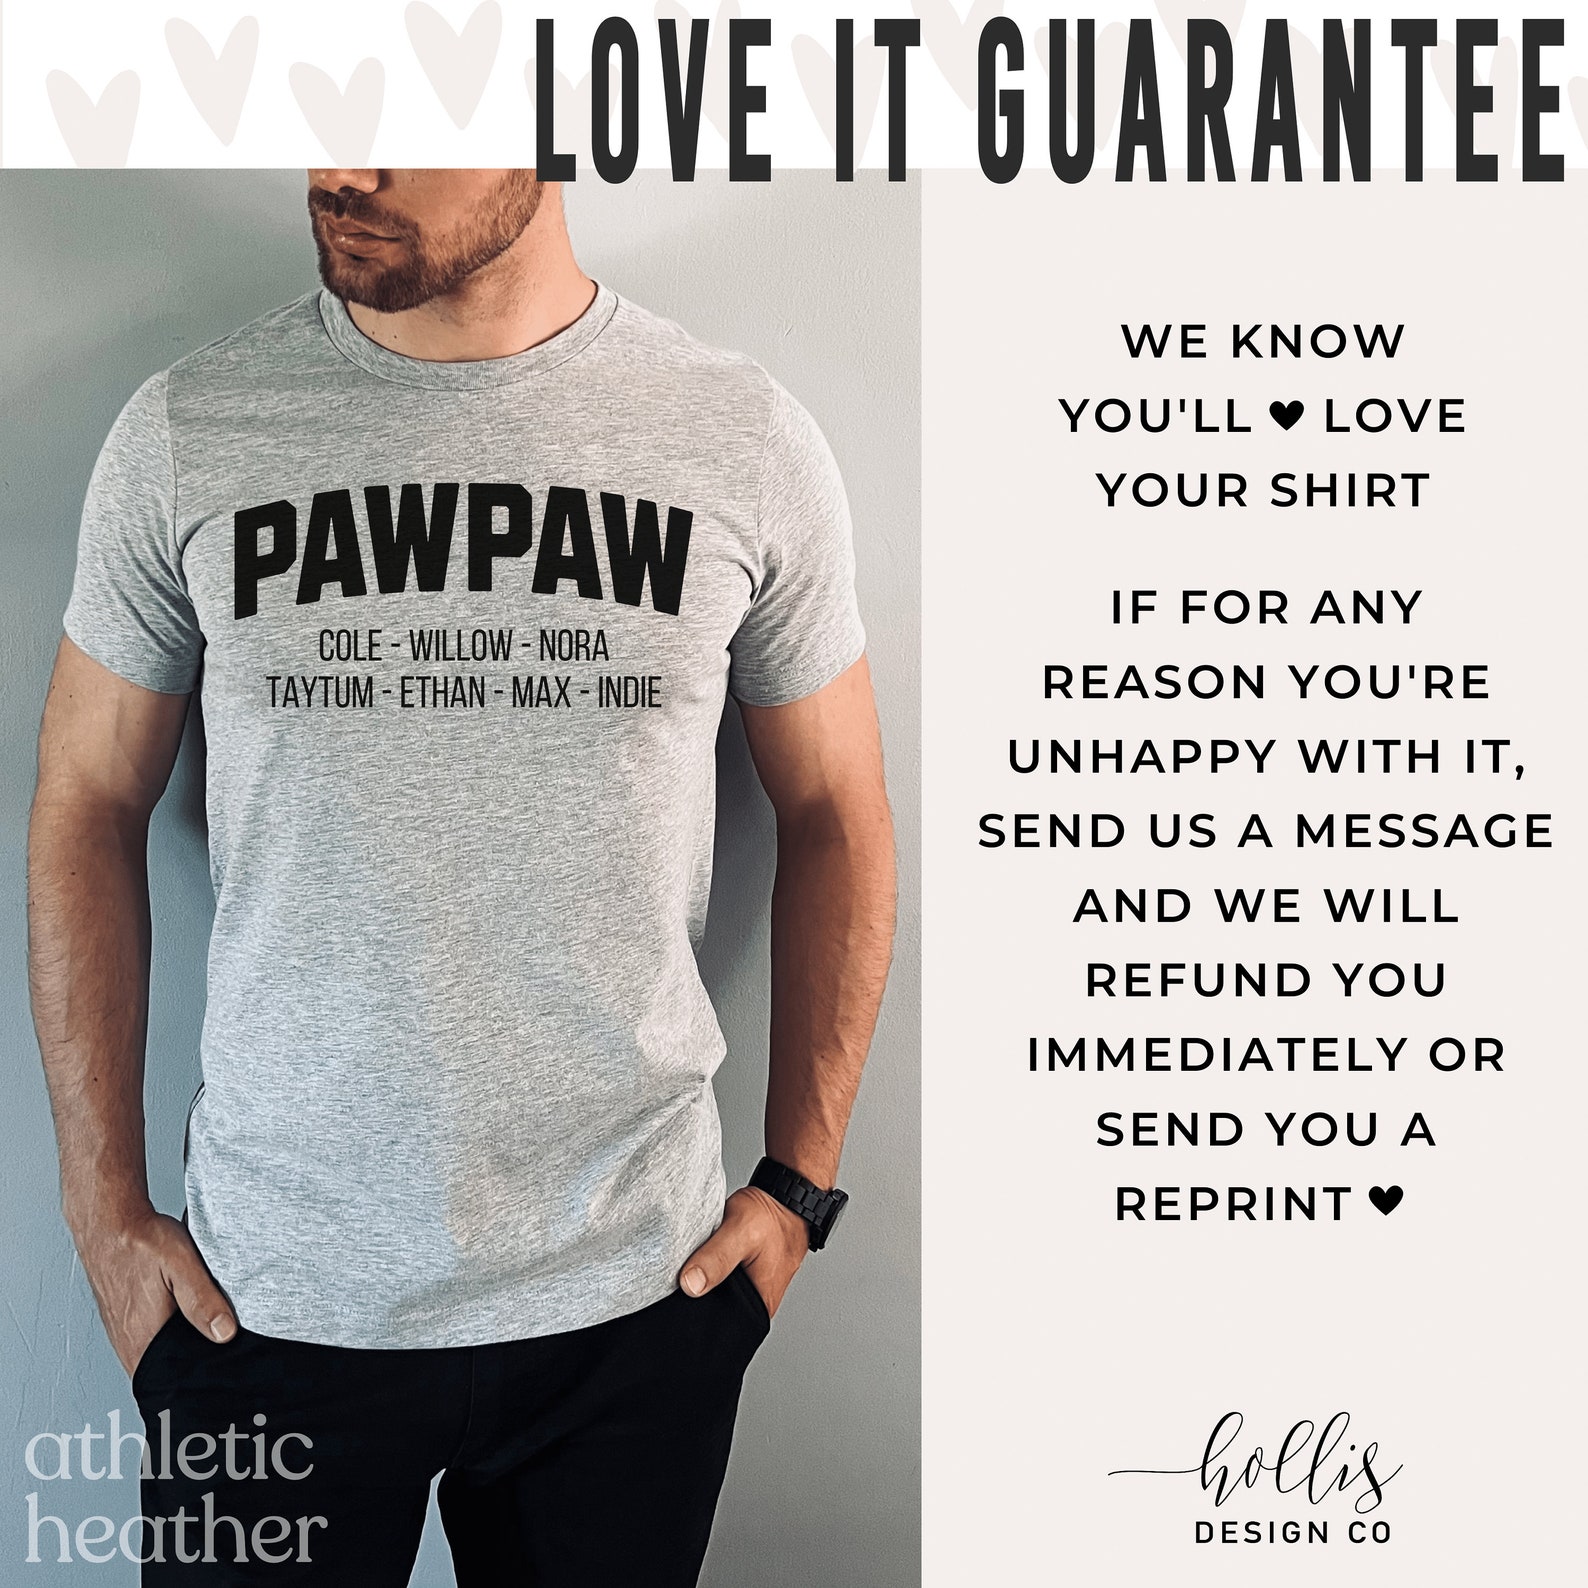 LOVE IT GUARANTEE
PAWPAW
COLE - WILLOW - NORA
TAYTUM - ETHAN - MAX - INDIE
athletic
heather
WE KNOW
YOU'LL ♥ LOVE
YOUR SHIRT
IF FOR ANY
REASON YOU'RE
UNHAPPY WITH IT,
SEND US A MESSAGE
AND WE WILL
REFUND YOU
IMMEDIATELY OR
SEND YOU A
REPRINT ♥
hollis
DESIGN CO